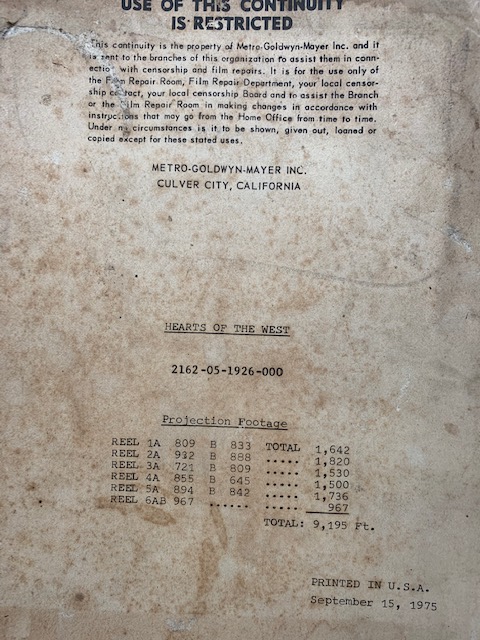 USE OF THIS CONTINUITY
IS RESTRICTED
This continuity is the property of Metro-Goldwyn-Mayer Inc. and it
is sent to the branches of this organization to assist them in conn-
ection with censorship and film repairs. It is for the use only of
the Film Repair Room, Film Repair Department, your local censor-
ship contract, your local censorship Board and to assist the Branch
or the Film Repair Room in making changes in accordance with
instructions that may go from the Home Office from time to time.
Under no circumstances is it to be shown, given out, loaned or
copied except for these stated uses.
METRO-GOLDWYN-MAYER INC.
CULVER CITY, CALIFORNIA
HEARTS OF THE WEST
2162-05-1926-000
Projection Footage
REEL 1A 809 B 833 TOTAL 1,642
REEL 2A 932 B 888 ..... 1,820
REEL 3A 721 B 809 ..... 1,530
REEL 4A 855 B 645 ..... 1,500
REEL 5A 894 B 842 ..... 1,736
REEL 6AB 967 ...... ..... 967
TOTAL: 9,195 Ft.
PRINTED IN U.S.A.
September 15, 1975